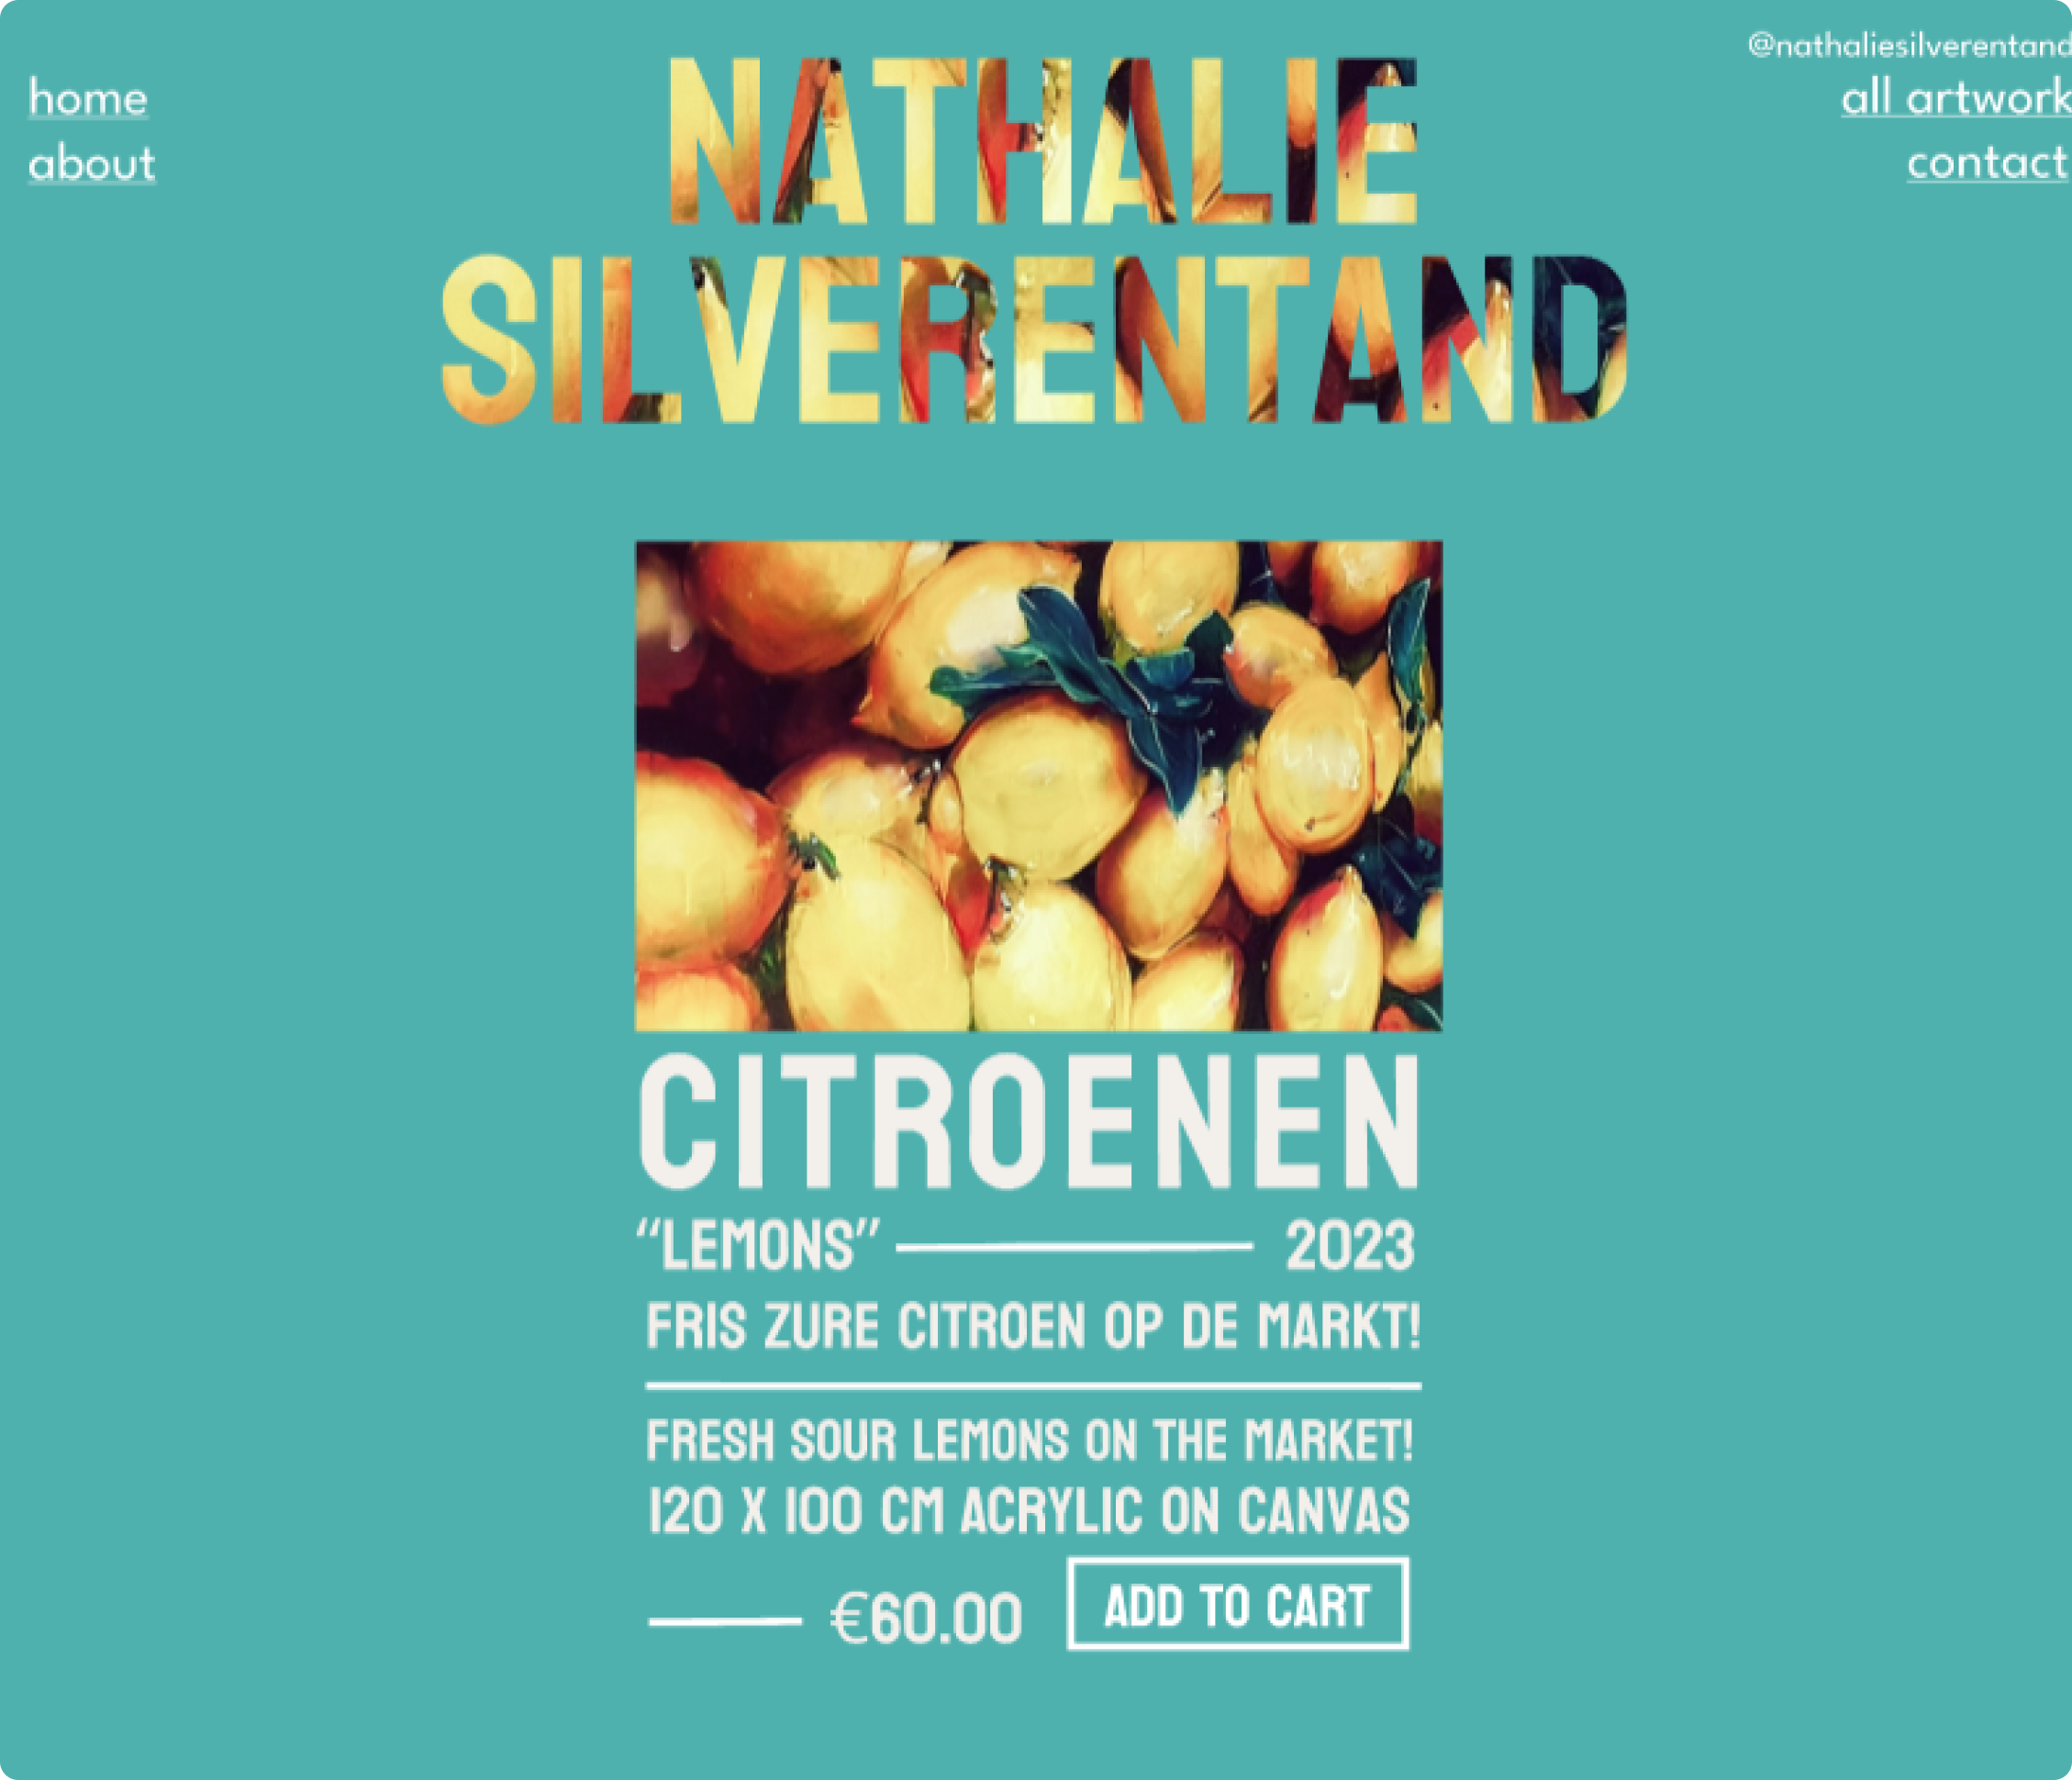 @nathaliesilverentand
home
all artwork
about
contact
NATHALIE
SILVERENTAND
CITROENEN
“LEMONS” 2023
FRIS ZURE CITROEN OP DE MARKT!
FRESH SOUR LEMONS ON THE MARKET!
120 X 100 CM ACRYLIC ON CANVAS
€60.00 ADD TO CART